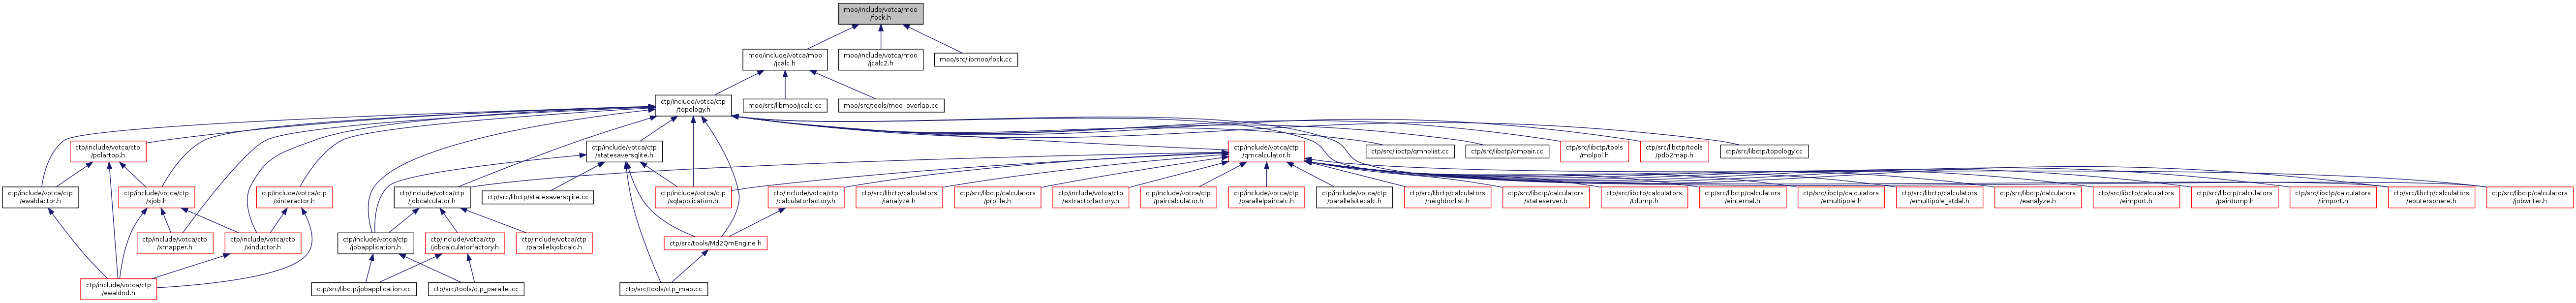 moo/include/votca/moo
/fock.h
moo/include/votca/moo
/jcalc.h
moo/include/votca/moo
/jcalc2.h
moo/src/libmoo/fock.cc
ctp/include/votca/ctp
/topology.h
moo/src/libmoo/jcalc.cc
moo/src/tools/moo_overlap.cc
ctp/include/votca/ctp
/polartop.h
ctp/include/votca/ctp
/statesaversqlite.h
ctp/include/votca/ctp
/qmcalculator.h
ctp/src/libctp/qmnblist.cc
ctp/src/libctp/qmpair.cc
ctp/src/libctp/tools
/molpol.h
ctp/src/libctp/tools
/pdb2map.h
ctp/src/libctp/topology.cc
ctp/include/votca/ctp
/ewaldactor.h
ctp/include/votca/ctp
/xjob.h
ctp/include/votca/ctp
/xinteractor.h
ctp/include/votca/ctp
/jobcalculator.h
ctp/src/libctp/statesaversqlite.cc
ctp/include/votca/ctp
/sqlapplication.h
ctp/include/votca/ctp
/calculatorfactory.h
ctp/src/libctp/calculators
/ianalyze.h
ctp/src/libctp/calculators
/profile.h
ctp/include/votca/ctp
/extractorfactory.h
ctp/include/votca/ctp
/paircalculator.h
ctp/include/votca/ctp
/parallelpaircalc.h
ctp/include/votca/ctp
/parallelsitecalc.h
ctp/src/libctp/calculators
/neighborlist.h
ctp/src/libctp/calculators
/stateserver.h
ctp/src/libctp/calculators
/tdump.h
ctp/src/libctp/calculators
/einternal.h
ctp/src/libctp/calculators
/emultipole.h
ctp/src/libctp/calculators
/emultipole_stdal.h
ctp/src/libctp/calculators
/eanalyze.h
ctp/src/libctp/calculators
/eimport.h
ctp/src/libctp/calculators
/pairdump.h
ctp/src/libctp/calculators
/iimport.h
ctp/src/libctp/calculators
/eoutersphere.h
ctp/src/libctp/calculators
/jobwriter.h
ctp/include/votca/ctp
/xmapper.h
ctp/include/votca/ctp
/xinductor.h
ctp/include/votca/ctp
/jobapplication.h
ctp/include/votca/ctp
/jobcalculatorfactory.h
ctp/include/votca/ctp
/parallelxjobcalc.h
ctp/src/tools/Md2QmEngine.h
ctp/include/votca/ctp
/ewaldnd.h
ctp/src/libctp/jobapplication.cc
ctp/src/tools/ctp_parallel.cc
ctp/src/tools/ctp_map.cc